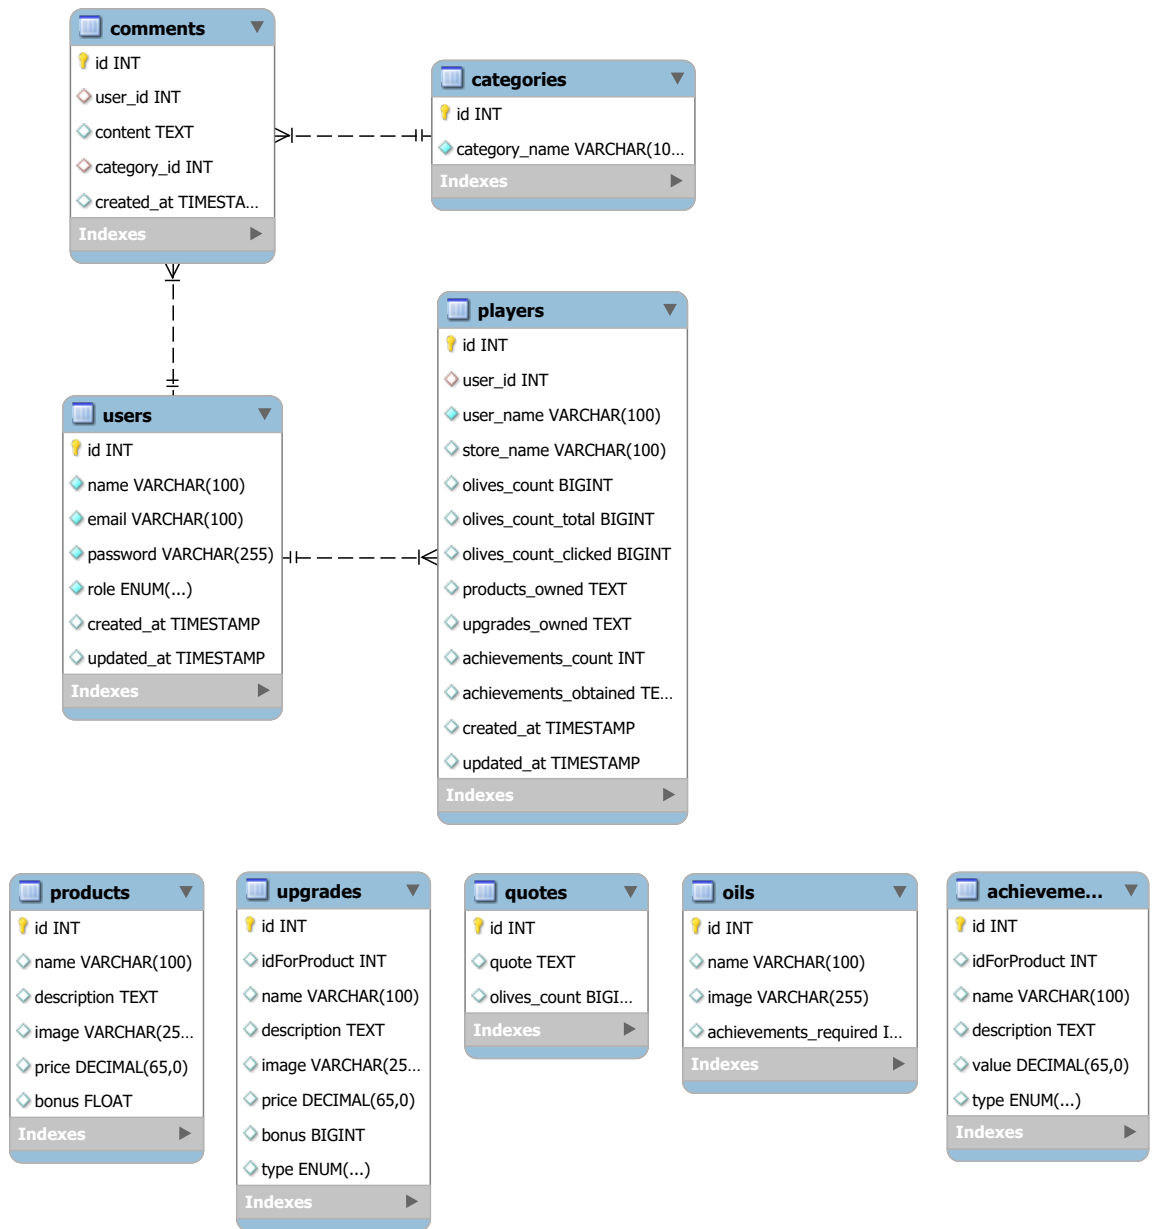 comments
id INT
user_id INT
content TEXT
category_id INT
created_at TIMESTA...
Indexes
categories
id INT
category_name VARCHAR(10...
Indexes
players
id INT
user_id INT
user_name VARCHAR(100)
store_name VARCHAR(100)
olives_count BIGINT
olives_count_total BIGINT
olives_count_clicked BIGINT
products_owned TEXT
upgrades_owned TEXT
achievements_count INT
achievements_obtained TE...
created_at TIMESTAMP
updated_at TIMESTAMP
Indexes
users
id INT
name VARCHAR(100)
email VARCHAR(100)
password VARCHAR(255)
role ENUM(...)
created_at TIMESTAMP
updated_at TIMESTAMP
Indexes
products
id INT
name VARCHAR(100)
description TEXT
image VARCHAR(25...
price DECIMAL(65,0)
bonus FLOAT
Indexes
upgrades
id INT
idForProduct INT
name VARCHAR(100)
description TEXT
image VARCHAR(25...
price DECIMAL(65,0)
bonus BIGINT
type ENUM(...)
Indexes
quotes
id INT
quote TEXT
olives_count BIGI...
Indexes
oils
id INT
name VARCHAR(100)
image VARCHAR(255)
achievements_required I...
Indexes
achieveme...
id INT
idForProduct INT
name VARCHAR(100)
description TEXT
value DECIMAL(65,0)
type ENUM(...)
Indexes